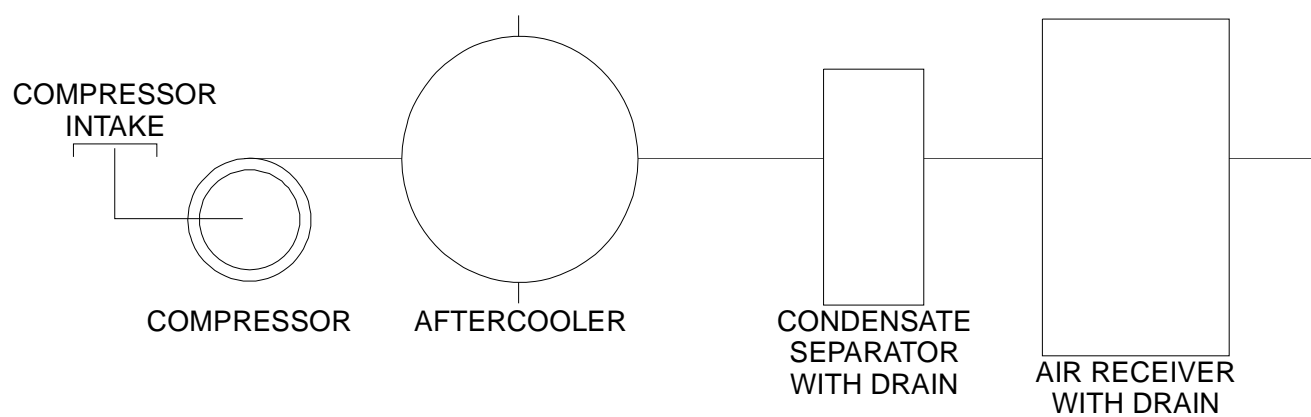 COMPRESSOR
INTAKE
COMPRESSOR
AFTERCOOLER
CONDENSATE
SEPARATOR
WITH DRAIN
AIR RECEIVER
WITH DRAIN